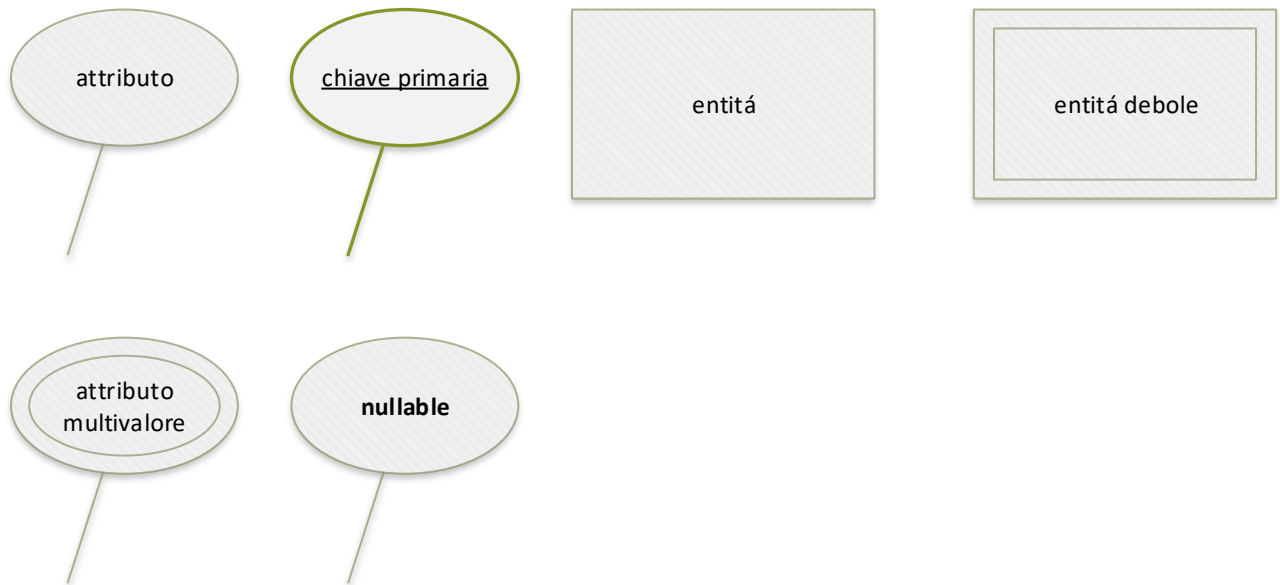 attributo
chiave primaria
entitá
entitá debole
attributo
multivalore
nullable